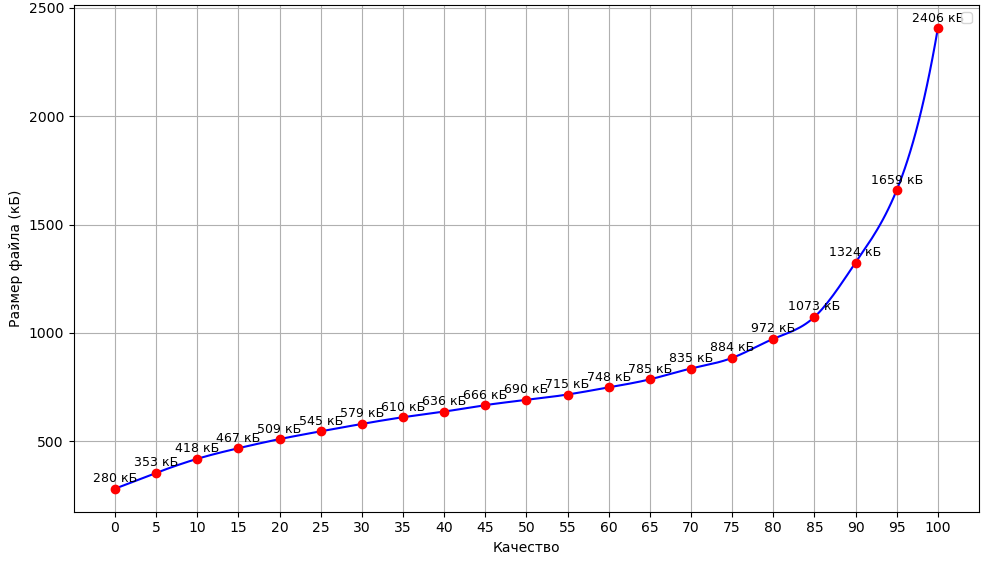 2500
2000
1500
1000
500
Размер файла (кБ)
280 кБ
353 кБ
418 кБ
467 кБ
509 кБ
545 кБ
579 кБ
610 кБ
636 кБ
666 кБ
690 кБ
715 кБ
748 кБ
785 кБ
835 кБ
884 кБ
972 кБ
1073 кБ
1324 кБ
1659 кБ
2406 кБ
0 5 10 15 20 25 30 35 40 45 50 55 60 65 70 75 80 85 90 95 100
Качество